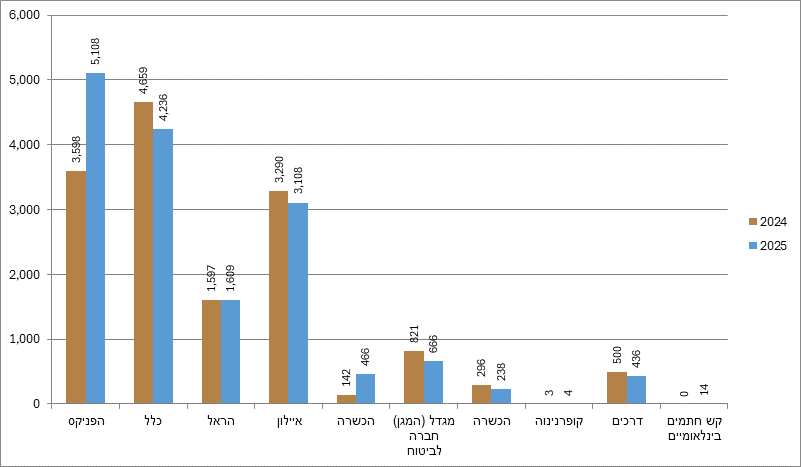 6,000
5,000
4,000
3,000
2,000
1,000
0
3,598
5,108
4,659
4,236
1,597
1,609
3,290
3,108
142
466
821
666
296
238
3
4
500
436
0
14
הפניקס
כלל
הראל
איילון
הכשרה
מגדל (המגן)
חברה
לביטוח
הכשרה
קופרנינוה
דרכים
קש חתמים
בינלאומיים
2024
2025